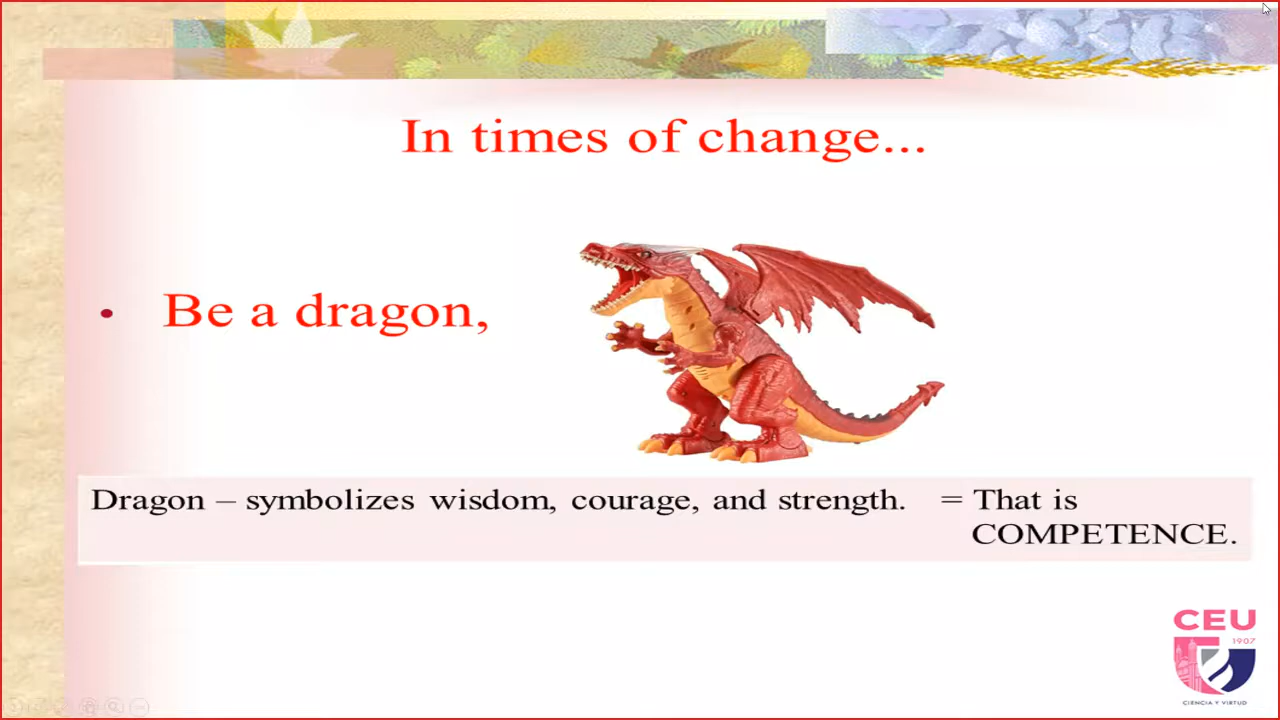 In times of change...
• Be a dragon,
Dragon – symbolizes wisdom, courage, and strength. = That is
COMPETENCE.
CEU
1907
CIENCIA Y VIRTUD